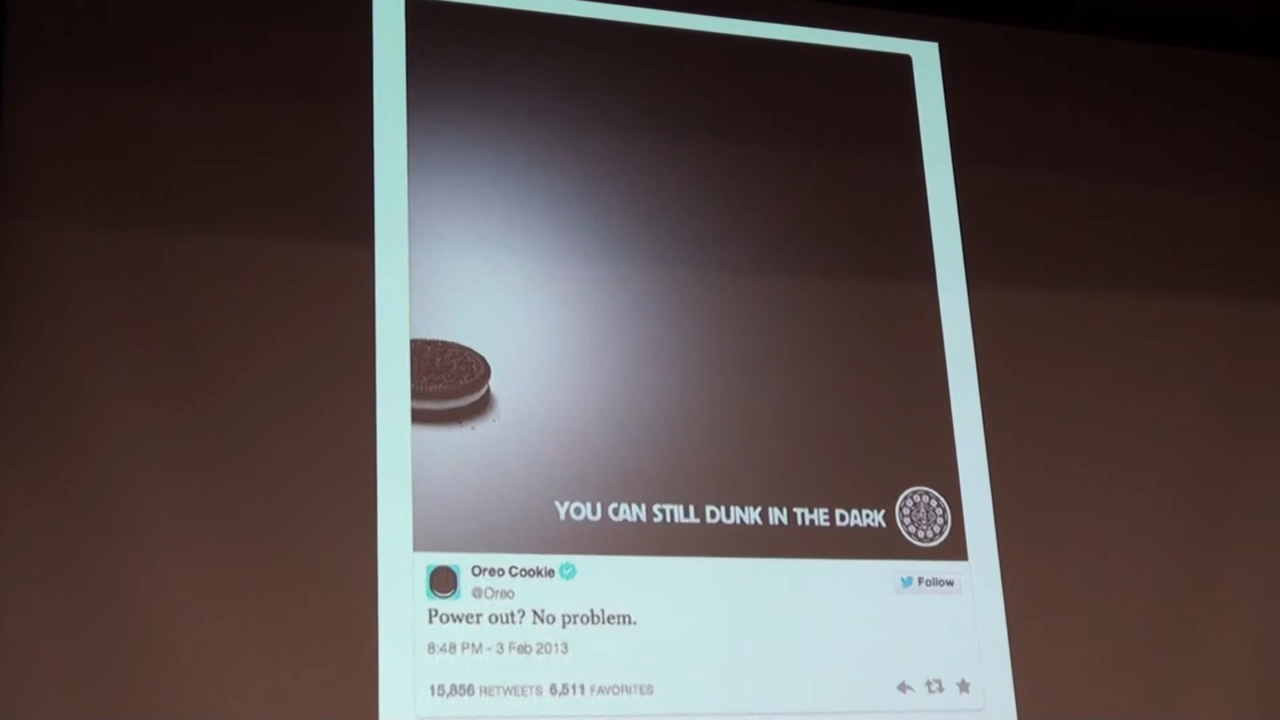 YOU CAN STILL DUNK IN THE DARK
Oreo Cookie
@Oreo
Follow
Power out? No problem.
8:48 PM - 3 Feb 2013
15,856 RETWEETS 6,511 FAVORITES